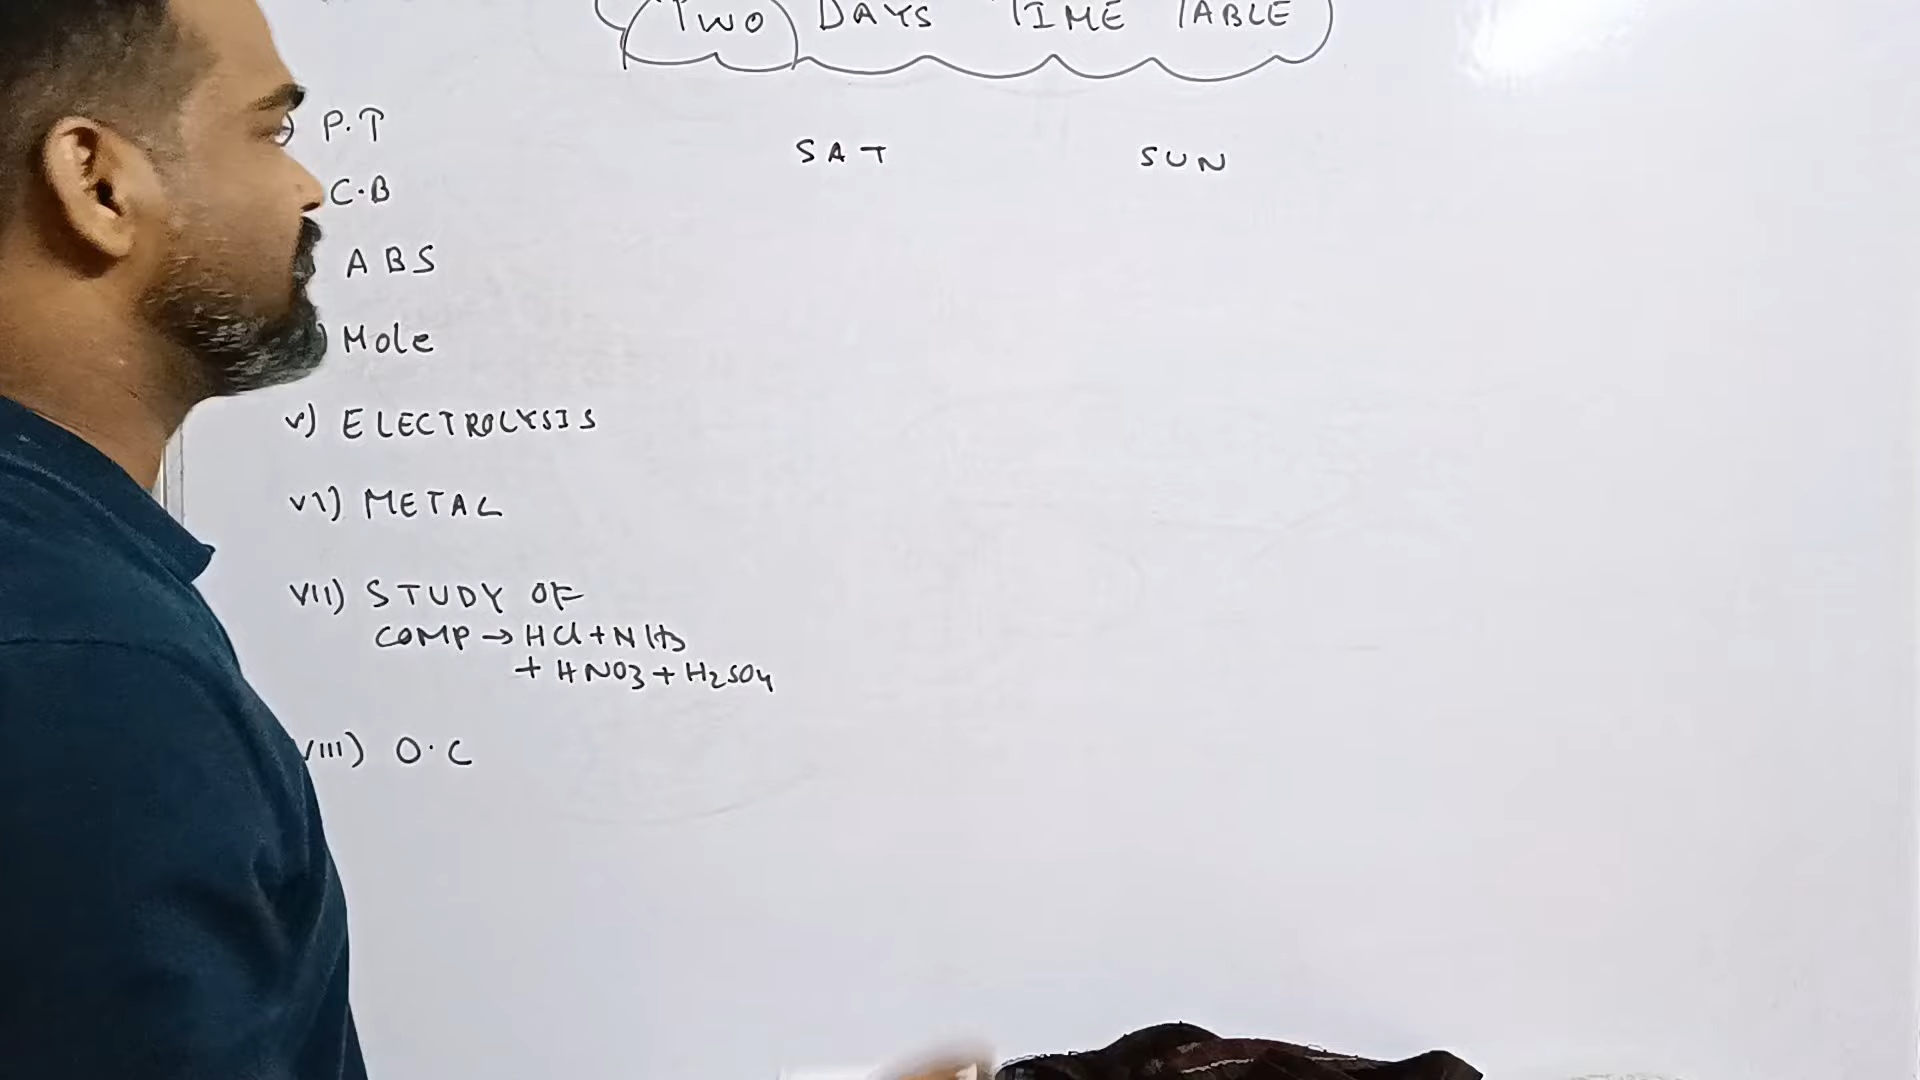 TWO DAYS TIME TABLE
P.T
SAT SUN
C.B
ABS
) Mole
v) ELECTROLYSIS
VI) METAL
VII) STUDY OF
COMP → HCl + NH3
+ HNO3 + H2SO4
VIII) O.C